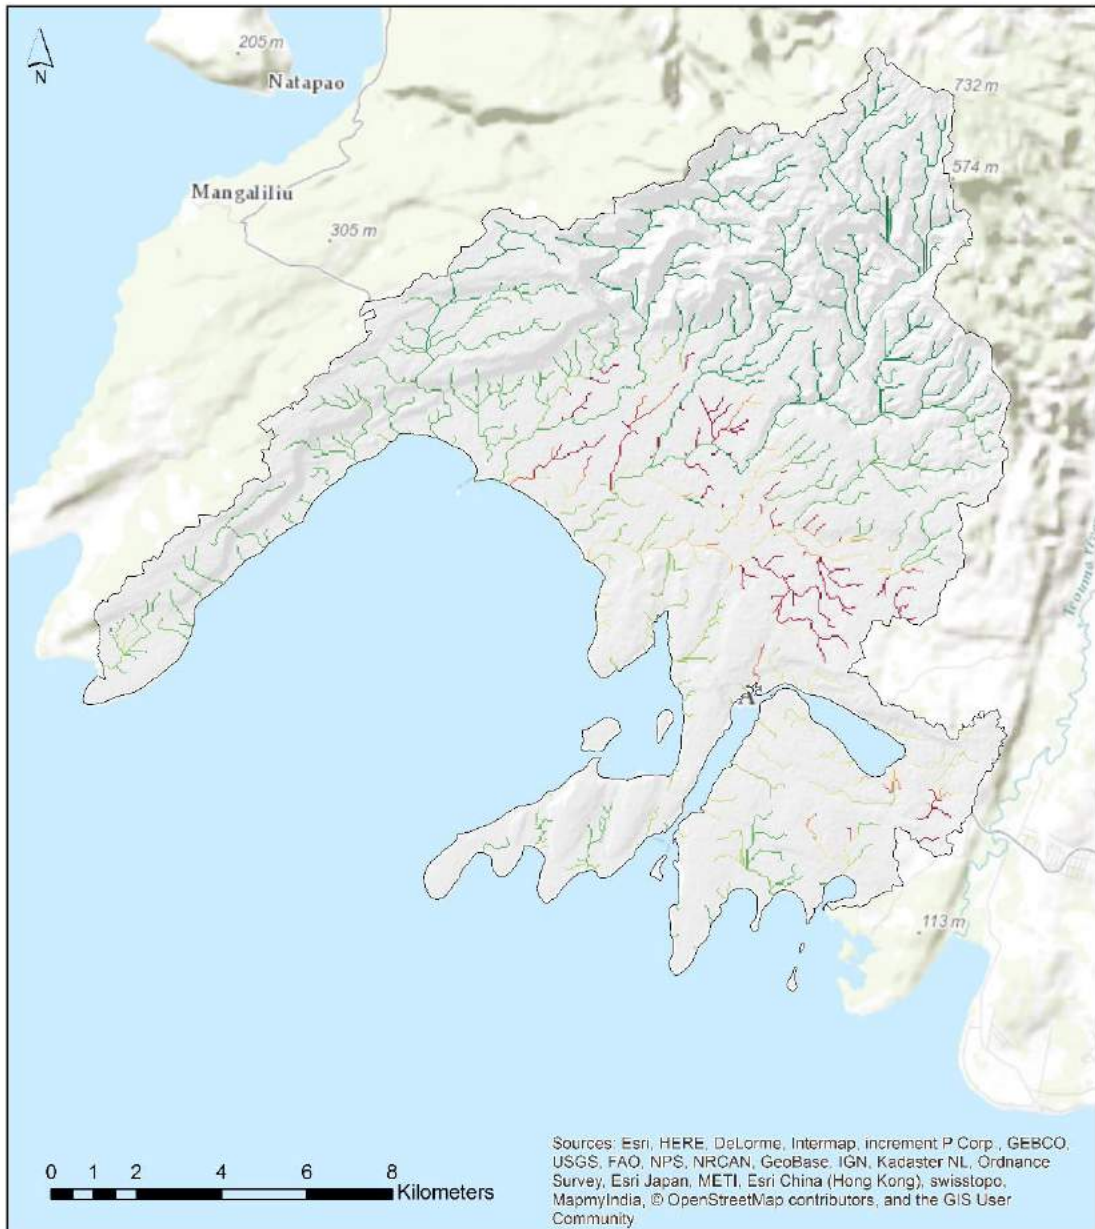 205 m
Natapao
N
732 m
Mangaliliu
574 m
305 m
A
113 m
0 1 2 4 6 8
Kilometers
Sources: Esri, HERE, DeLorme, Intermap, increment P Corp., GEBCO,
USGS, FAO, NPS, NRCAN, GeoBase, IGN, Kadaster NL, Ordnance
Survey, Esri Japan, METI, Esri China (Hong Kong), swisstopo,
MapmyIndia, © OpenStreetMap contributors, and the GIS User
Community